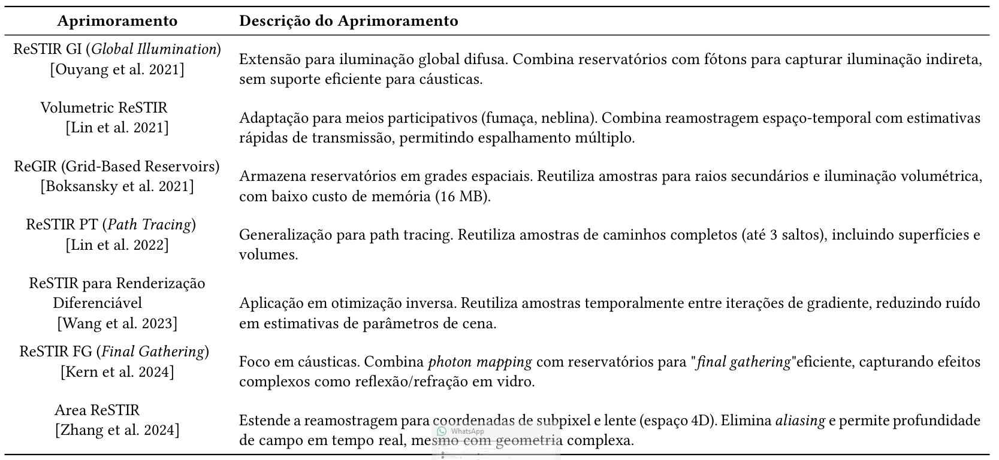 Aprimoramento Descrição do Aprimoramento
ReSTIR GI (Global Illumination)
[Ouyang et al. 2021]
Extensão para iluminação global difusa. Combina reservatórios com fótons para capturar iluminação indireta,
sem suporte eficiente para cáusticas.
Volumetric ReSTIR
[Lin et al. 2021]
Adaptação para meios participativos (fumaça, neblina). Combina reamostragem espaço-temporal com estimativas
rápidas de transmissão, permitindo espalhamento múltiplo.
ReGIR (Grid-Based Reservoirs)
[Boksansky et al. 2021]
Armazena reservatórios em grades espaciais. Reutiliza amostras para raios secundários e iluminação volumétrica,
com baixo custo de memória (16 MB).
ReSTIR PT (Path Tracing)
[Lin et al. 2022]
Generalização para path tracing. Reutiliza amostras de caminhos completos (até 3 saltos), incluindo superfícies e
volumes.
ReSTIR para Renderização
Diferenciável
[Wang et al. 2023]
Aplicação em otimização inversa. Reutiliza amostras temporalmente entre iterações de gradiente, reduzindo ruído
em estimativas de parâmetros de cena.
ReSTIR FG (Final Gathering)
[Kern et al. 2024]
Foco em cáusticas. Combina photon mapping com reservatórios para "final gathering"eficiente, capturando efeitos
complexos como reflexão/refração em vidro.
Area ReSTIR
[Zhang et al. 2024]
Estende a reamostragem para coordenadas de subpixel e lente (espaço 4D). Elimina aliasing e permite profundidade
de campo em tempo real, mesmo com geometria complexa.
WhatsApp